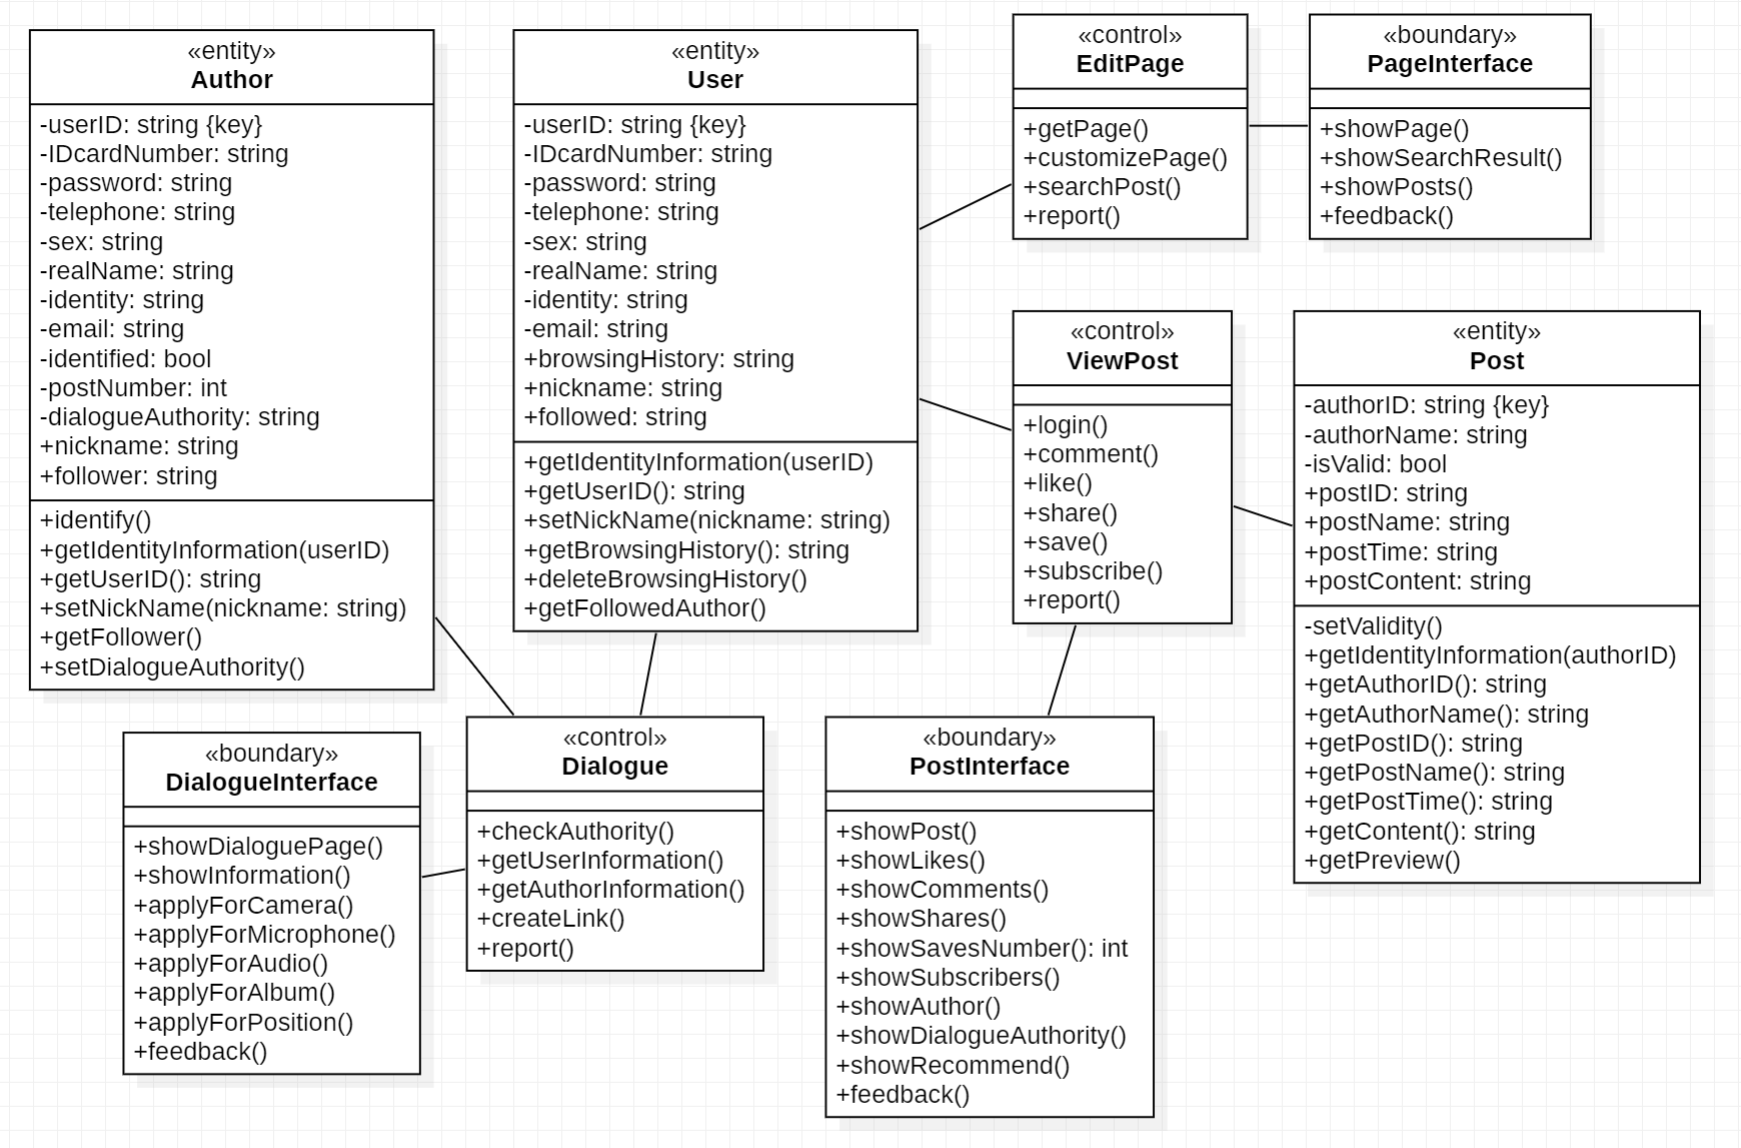 «entity»
Author
-userID: string {key}
-IDcardNumber: string
-password: string
-telephone: string
-sex: string
-realName: string
-identity: string
-email: string
-identified: bool
-postNumber: int
-dialogueAuthority: string
+nickname: string
+follower: string
+identify()
+getIdentityInformation(userID)
+getUserID(): string
+setNickName(nickname: string)
+getFollower()
+setDialogueAuthority()
«entity»
User
-userID: string {key}
-IDcardNumber: string
-password: string
-telephone: string
-sex: string
-realName: string
-identity: string
-email: string
+browsingHistory: string
+nickname: string
+followed: string
+getIdentityInformation(userID)
+getUserID(): string
+setNickName(nickname: string)
+getBrowsingHistory(): string
+deleteBrowsingHistory()
+getFollowedAuthor()
«control»
EditPage
+getPage()
+customizePage()
+searchPost()
+report()
«boundary»
PageInterface
+showPage()
+showSearchResult()
+showPosts()
+feedback()
«control»
ViewPost
+login()
+comment()
+like()
+share()
+save()
+subscribe()
+report()
«entity»
Post
-authorID: string {key}
-authorName: string
-isValid: bool
+postID: string
+postName: string
+postTime: string
+postContent: string
-setValidity()
+getIdentityInformation(authorID)
+getAuthorID(): string
+getAuthorName(): string
+getPostID(): string
+getPostName(): string
+getPostTime(): string
+getContent(): string
+getPreview()
«boundary»
DialogueInterface
+showDialoguePage()
+showInformation()
+applyForCamera()
+applyForMicrophone()
+applyForAudio()
+applyForAlbum()
+applyForPosition()
+feedback()
«control»
Dialogue
+checkAuthority()
+getUserInformation()
+getAuthorInformation()
+createLink()
+report()
«boundary»
PostInterface
+showPost()
+showLikes()
+showComments()
+showShares()
+showSavesNumber(): int
+showSubscribers()
+showAuthor()
+showDialogueAuthority()
+showRecommend()
+feedback()